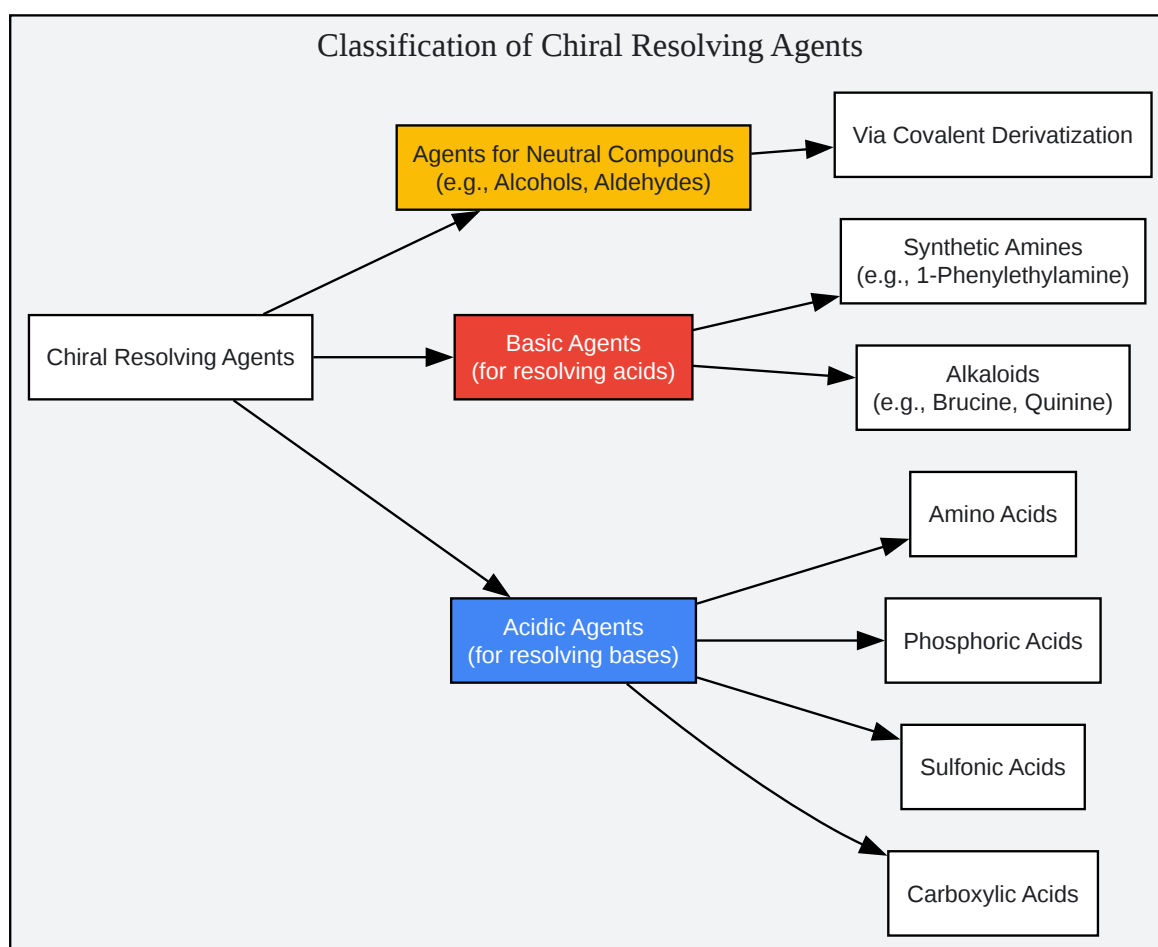 Classification of Chiral Resolving Agents
Via Covalent Derivatization
Agents for Neutral Compounds
(e.g., Alcohols, Aldehydes)
Synthetic Amines
(e.g., 1-Phenylethylamine)
Chiral Resolving Agents
Basic Agents
(for resolving acids)
Alkaloids
(e.g., Brucine, Quinine)
Amino Acids
Acidic Agents
(for resolving bases)
Phosphoric Acids
Sulfonic Acids
Carboxylic Acids